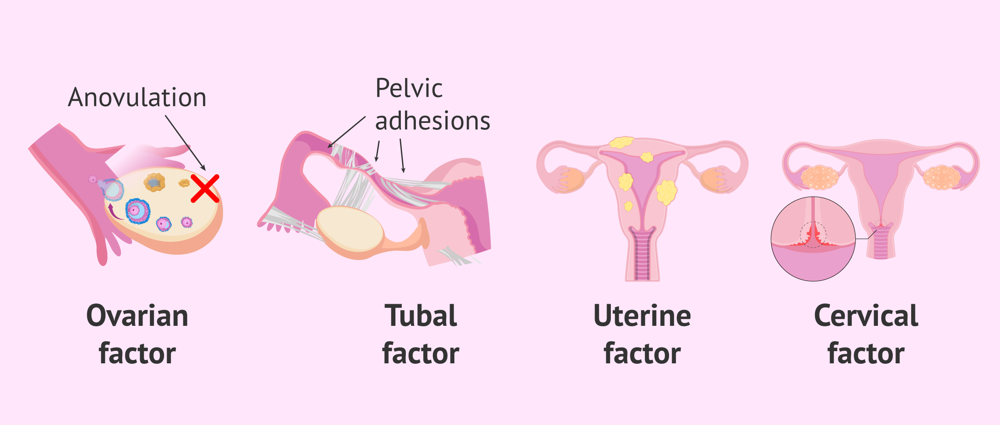 Anovulation
Pelvic
adhesions
Ovarian
factor
Tubal
factor
Uterine
factor
Cervical
factor